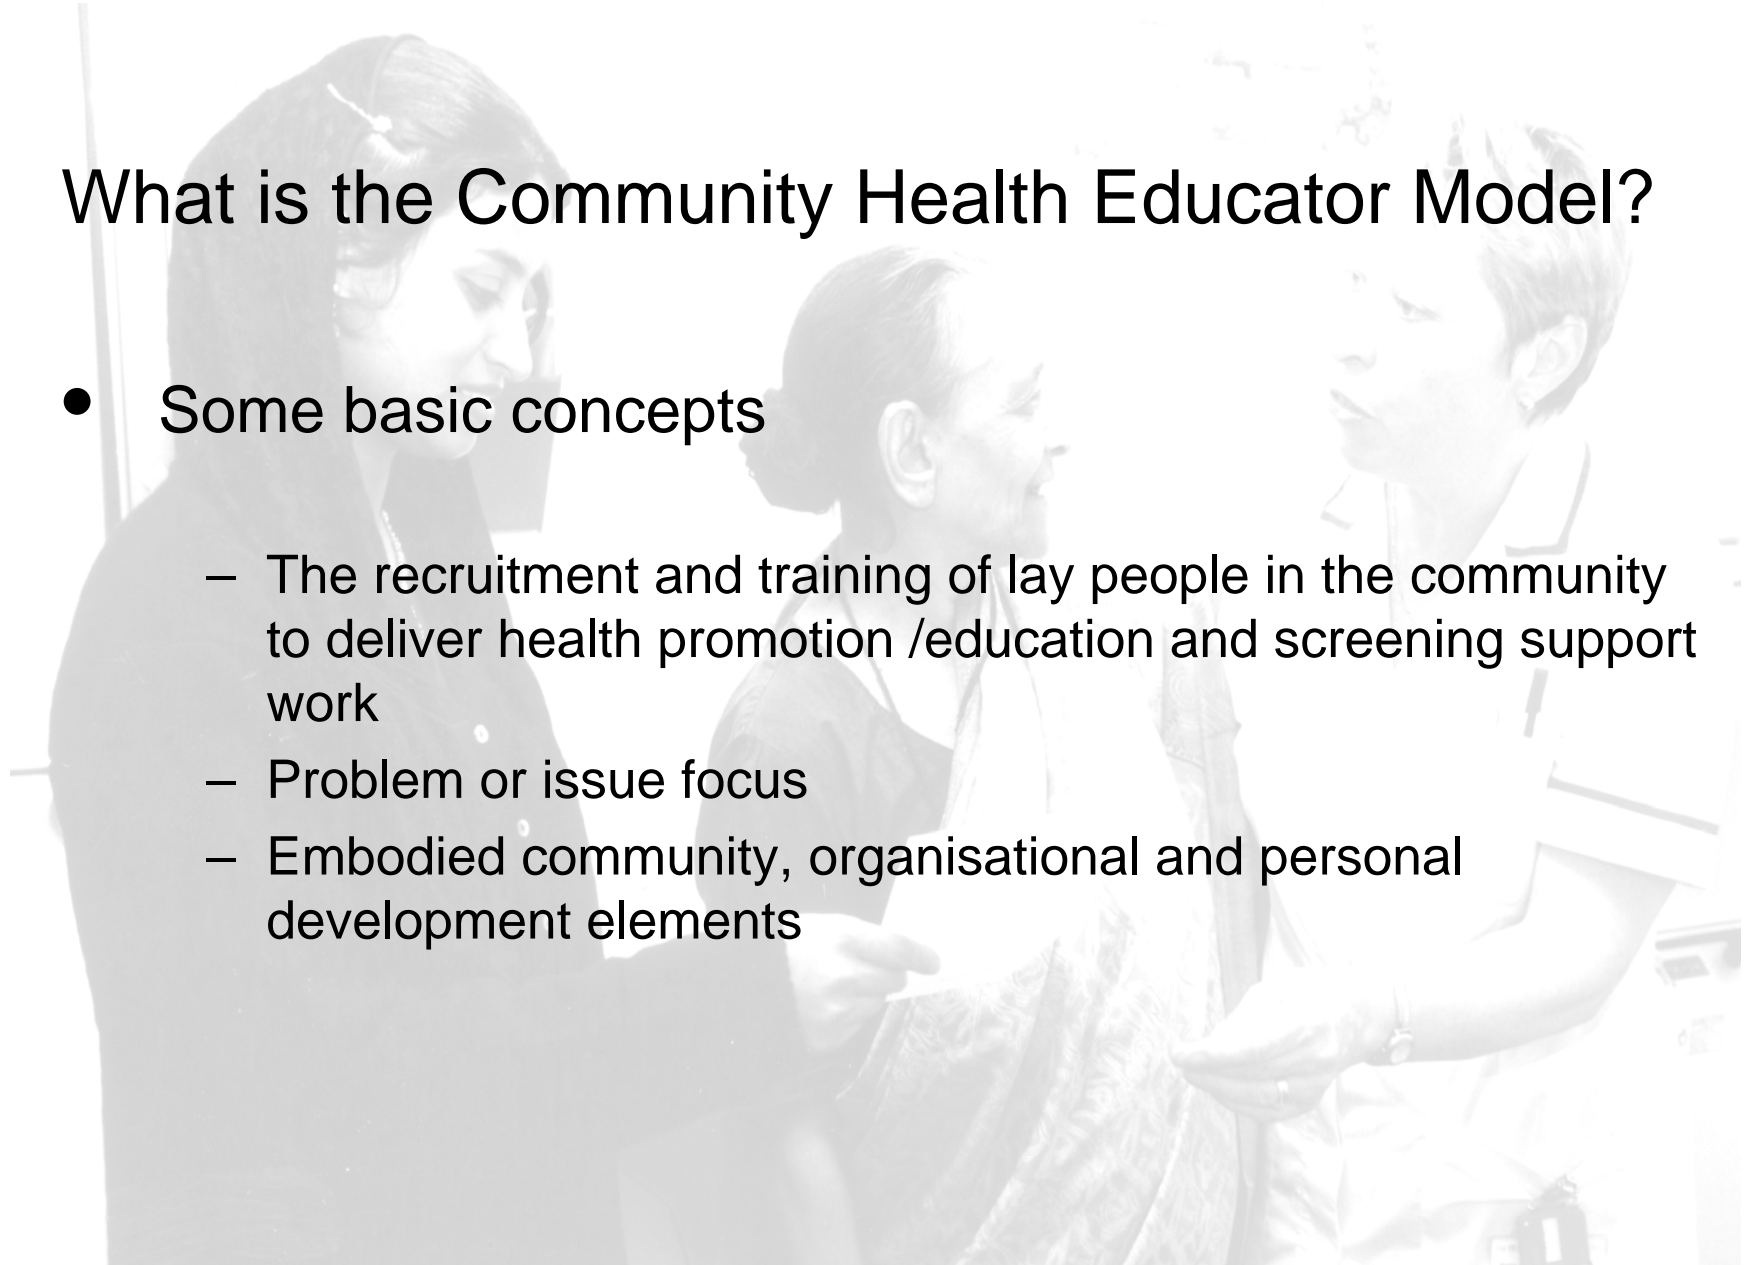 What is the Community Health Educator Model?
• Some basic concepts
– The recruitment and training of lay people in the community
to deliver health promotion /education and screening support
work
– Problem or issue focus
– Embodied community, organisational and personal
development elements